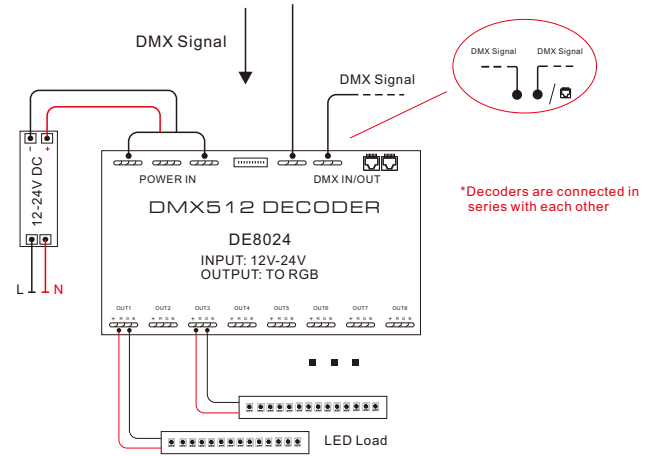 DMX Signal
DMX Signal
DMX Signal DMX Signal
- +
12-24V DC
L N
POWER IN
DMX IN/OUT
DMX512 DECODER
DE8024
INPUT: 12V-24V
OUTPUT: TO RGB
*Decoders are connected in
series with each other
OUT1 OUT2 OUT3 OUT4 OUT5 OUT6 OUT7 OUT8
+ R G B + R G B + R G B + R G B + R G B + R G B + R G B + R G B
LED Load